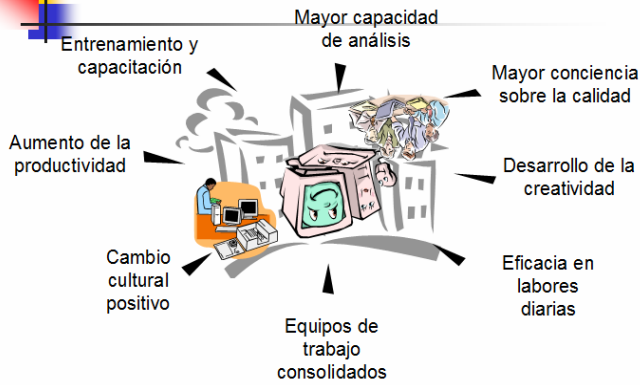 Mayor capacidad
de análisis
Entrenamiento y
capacitación
Mayor conciencia
sobre la calidad
Aumento de la
productividad
Desarrollo de la
creatividad
Cambio
cultural
positivo
Eficacia en
labores
diarias
Equipos de
trabajo
consolidados